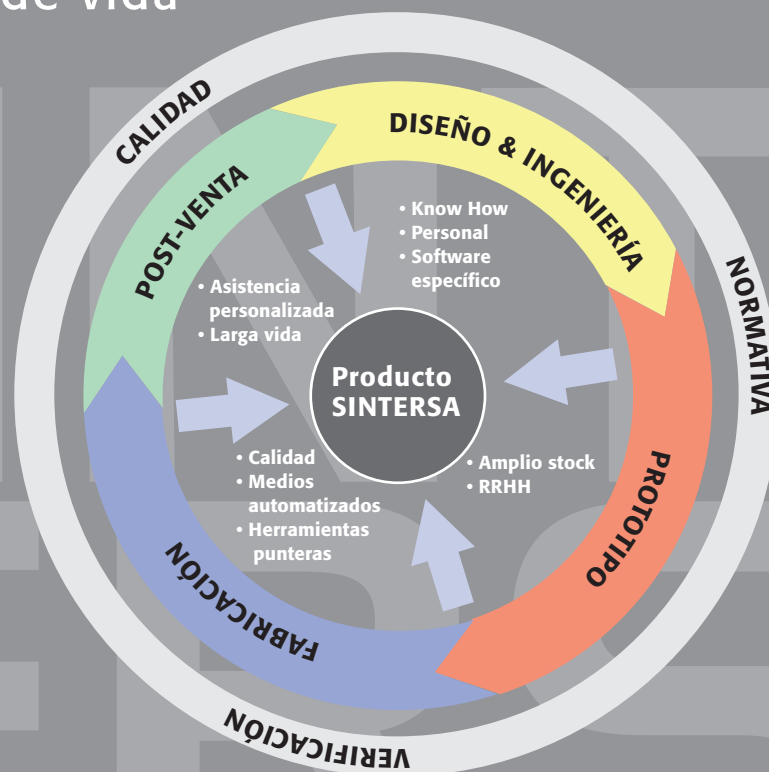 de vida
CALIDAD
NORMATIVA
VERIFICACIÓN
DISEÑO & INGENIERÍA
• Know How
• Personal
• Software
específico
PROTOTIPO
• Amplio stock
• RRHH
FABRICACIÓN
• Calidad
• Medios
automatizados
• Herramientas
punteras
POST-VENTA
• Asistencia
personalizada
• Larga vida
Producto
SINTERSA